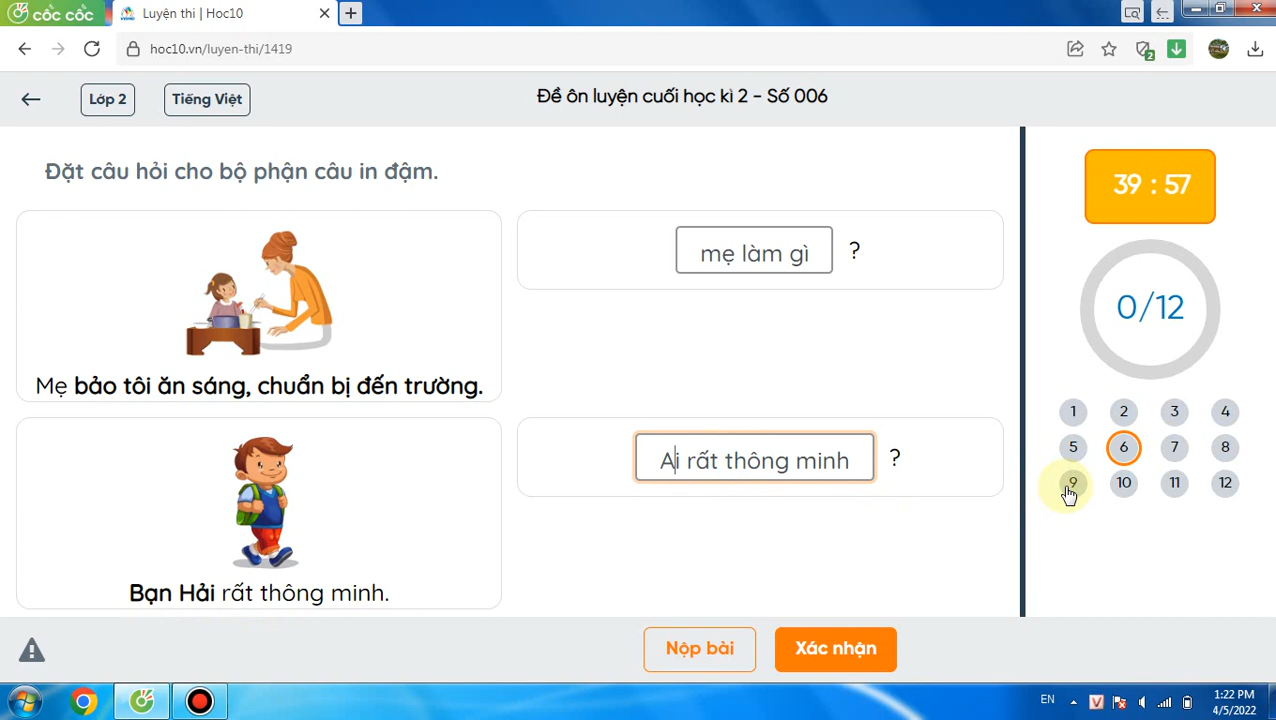 cốc cốc
Luyện thi | Hoc10
hoc10.vn/luyen-thi/1419
2
Lớp 2
Tiếng Việt
Đề ôn luyện cuối học kì 2 - Số 006
Đặt câu hỏi cho bộ phận câu in đậm.
39 : 57
mẹ làm gì ?
0/12
Mẹ bảo tôi ăn sáng, chuẩn bị đến trường.
1 2 3 4
5 6 7 8
9 10 11 12
Ai rất thông minh ?
Bạn Hải rất thông minh.
Nộp bài
Xác nhận
EN
V
1:22 PM
4/5/2022